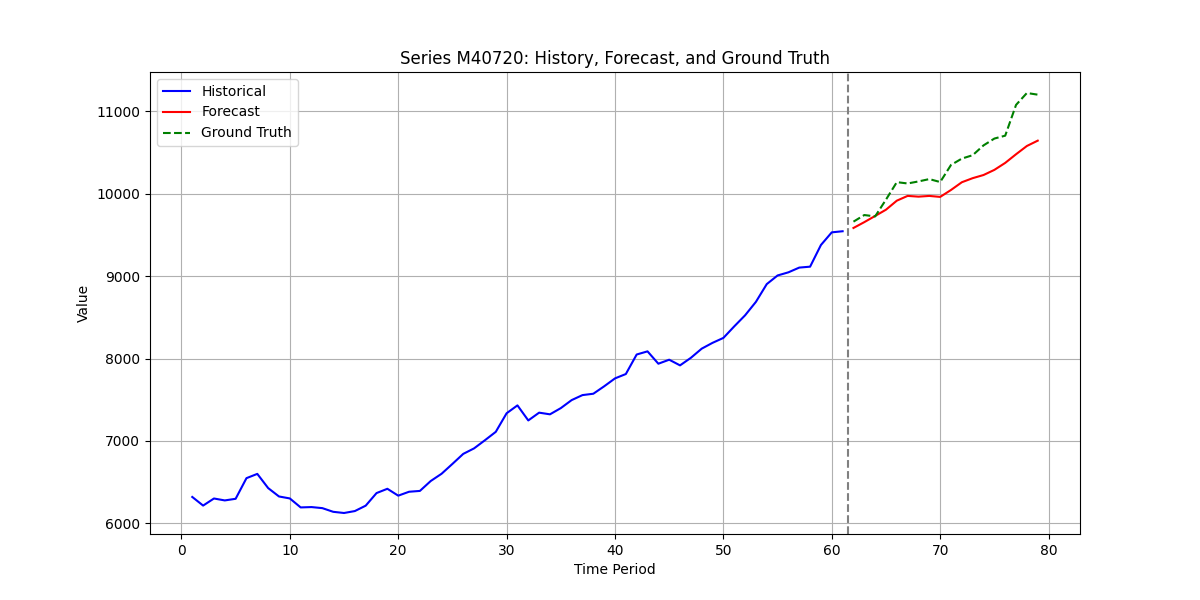 Series M40720: History, Forecast, and Ground Truth
Historical
Forecast
Ground Truth
11000
10000
9000
8000
7000
6000
Value
0 10 20 30 40 50 60 70 80
Time Period